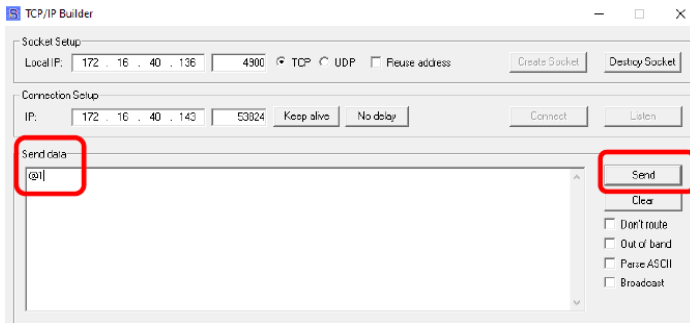 TCP/IP Builder
Socket Setup
Local IP: 172 . 16 . 40 . 136 4900 TCP UDP Reuse address Create Socket Destroy Socket
Connection Setup
IP: 172 . 16 . 40 . 143 53824 Keep alive No delay Connect Listen
Send data
@1 Send
Clear
Don't route
Out of band
Parse ASCII
Broadcast